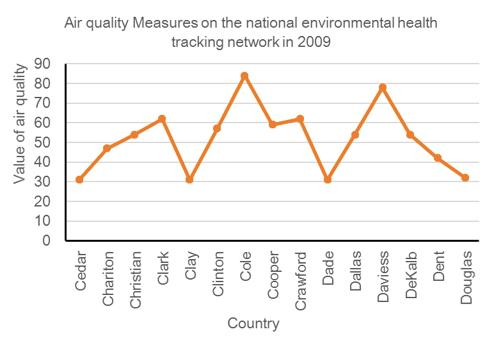 Air quality Measures on the national environmental health
tracking network in 2009
Value of air quality
90
80
70
60
50
40
30
20
10
0
Cedar
Chariton
Christian
Clark
Clay
Clinton
Cole
Cooper
Crawford
Dade
Dallas
Daviess
DeKalb
Dent
Douglas
Country